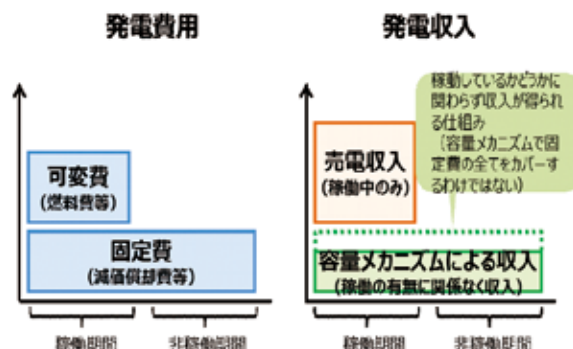 発電費用
発電収入
可変費
(燃料費等)
固定費
(減価償却費等)
稼働期間
非稼働期間
稼働しているかどうかに
関わらず収入が得られ
る仕組み
(容量メカニズムで固
定費の全てをカバーす
るわけではない)
売電収入
(稼働中のみ)
容量メカニズムによる収入
(稼働の有無に関係なく収入)
稼働期間
非稼働期間